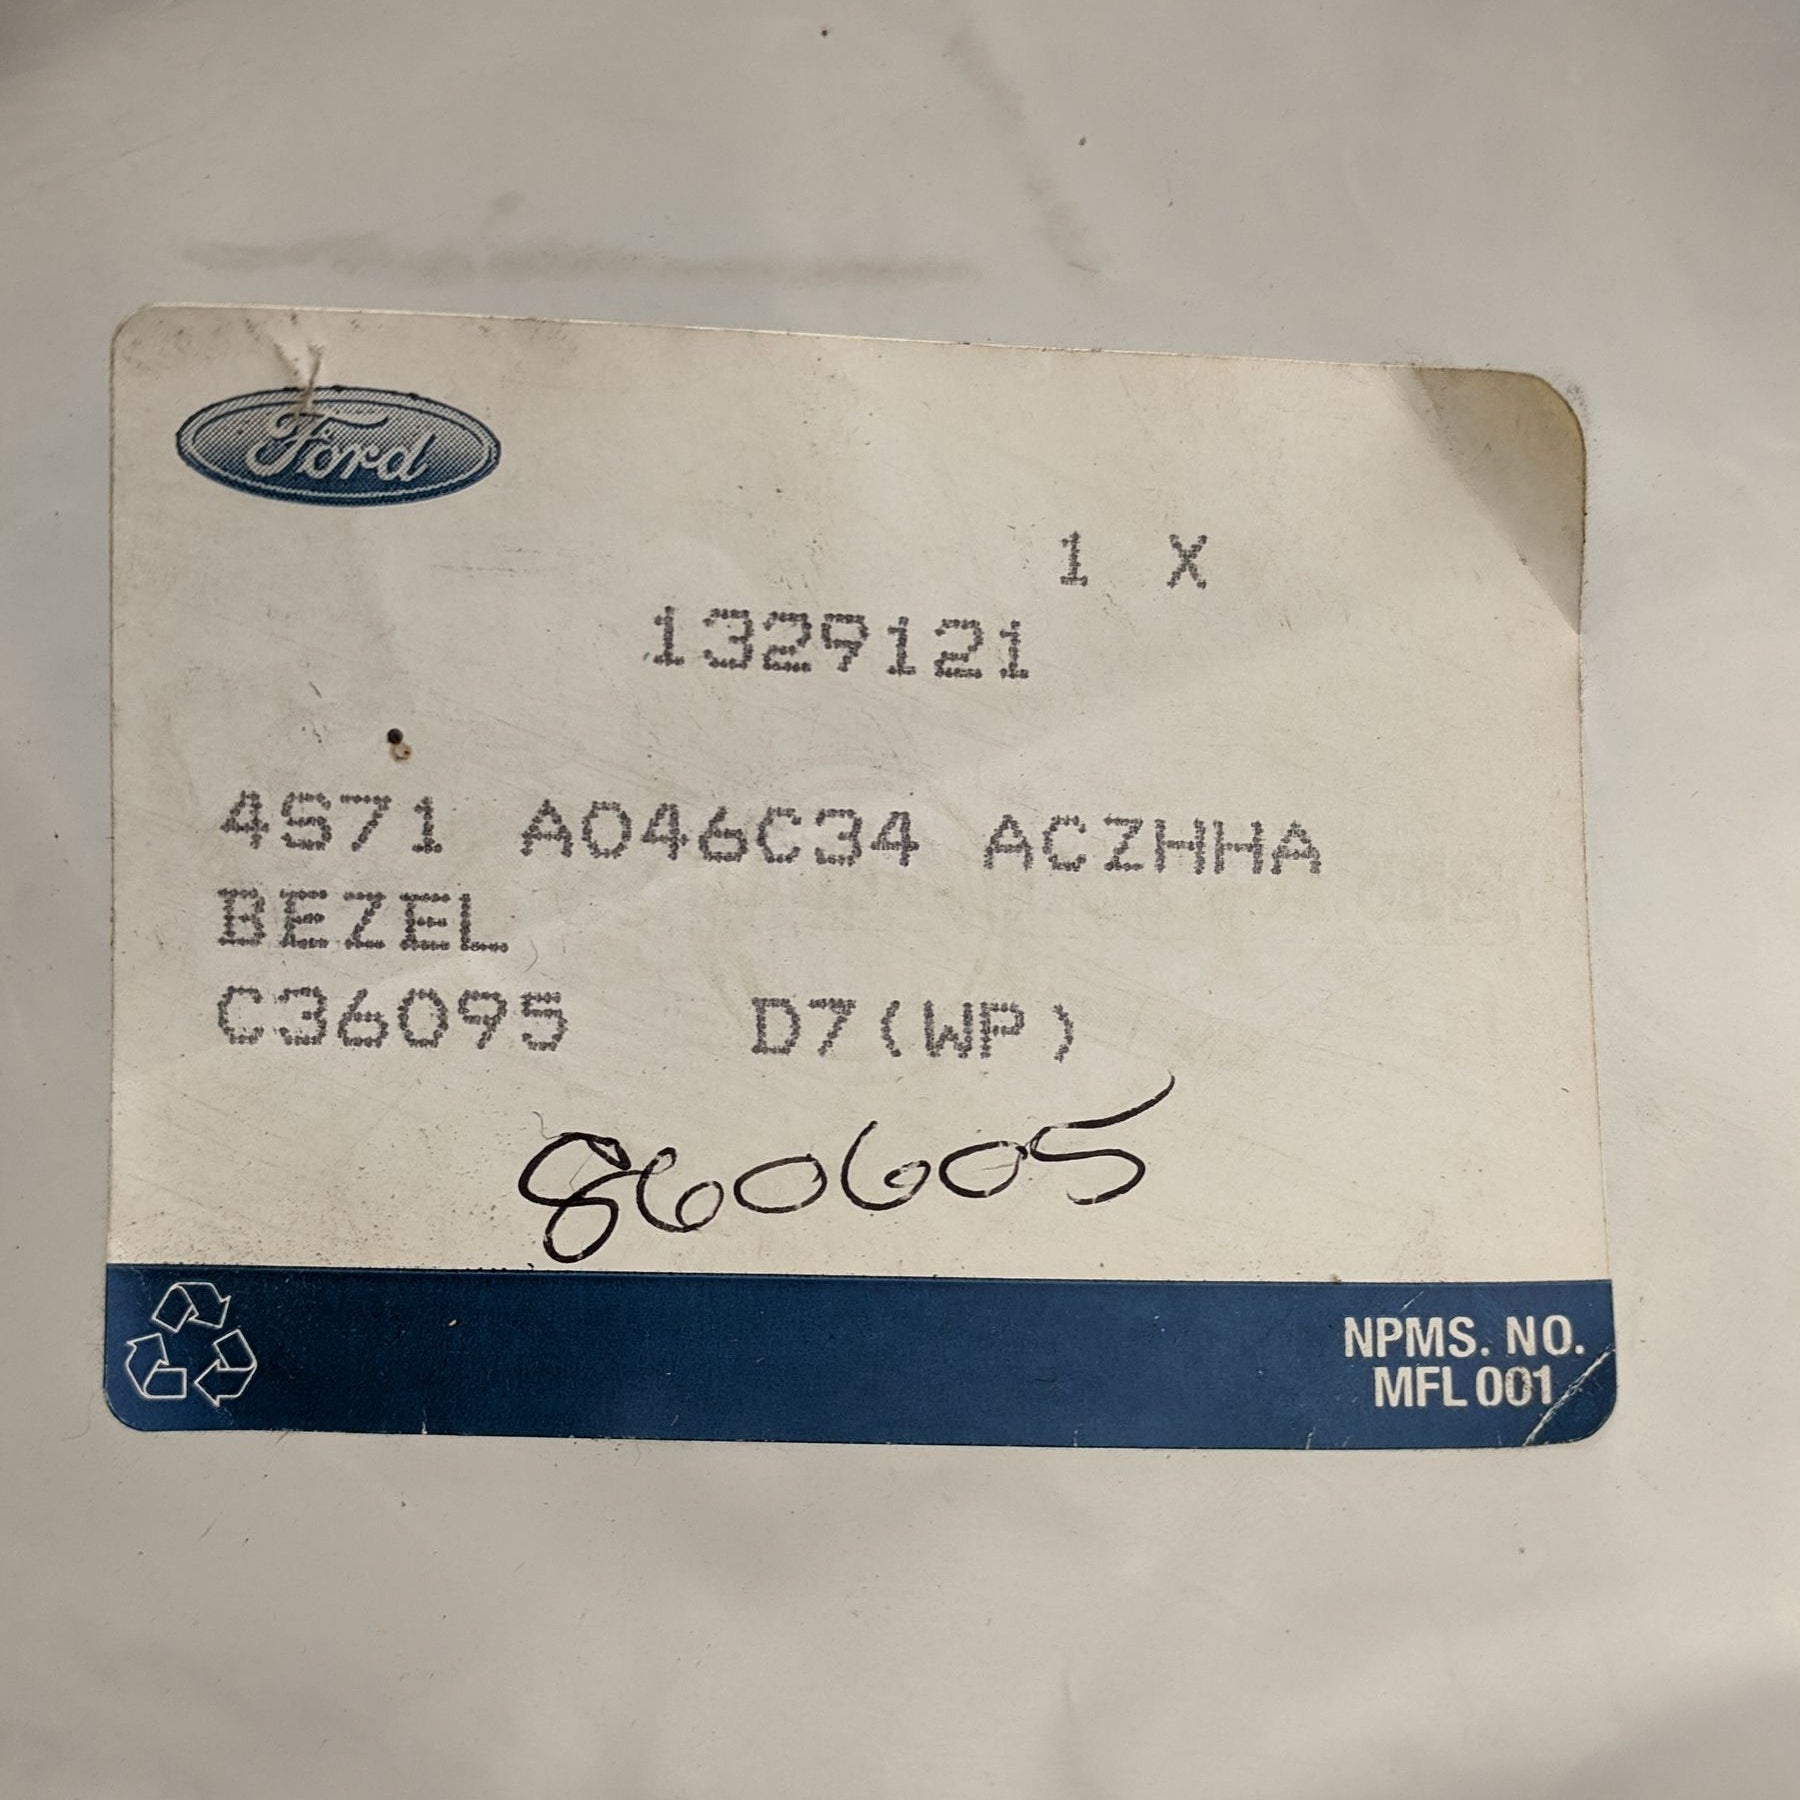 Ford
1 X
1329121
4S71 A046C34 ACZHHA
BEZEL
C36095 D7(WP)
860605
NPMS. NO.
MFL 001